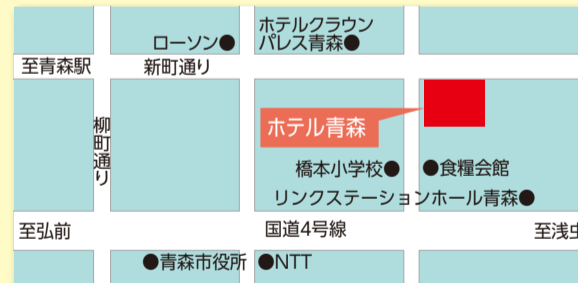 ホテルクラウン
パレス青森
ローソン
至青森駅
新町通り
柳町通り
ホテル青森
橋本小学校
食糧会館
リンクステーションホール青森
至弘前
国道4号線
至浅虫
青森市役所
NTT